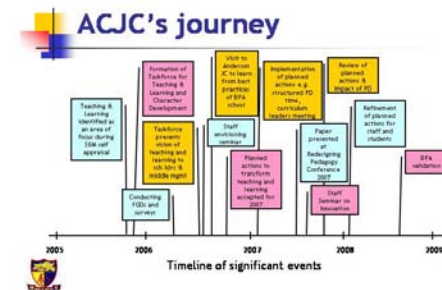 ACJC's journey
Teaching &
Learning identified as
an area of focus during
SEM self
appraisal
Conducting
FGDs and
surveys
Formation of
Taskforce for
Teaching &
Learning and
Character
Development
Taskforce presents
vision of
teaching and
learning to
sch ldrs &
middle mgmt
Visit to
Anderson
JC to learn
from best
practices
of BPA
school
Staff
envisioning
seminar
Planned
actions to
transform
teaching and
learning
accepted for
2007
Implementation
of planned
actions e.g.
structured PD
time,
curriculum
leaders meeting
Paper
presented
at
Redesigning
Pedagogy
Conference
2007
Staff
Seminar on
Innovation
Review of
planned
actions &
impact of PD
Refinement
of planned
actions for
staff and
students
BPA
validation
2005
2006
2007
2008
2009
Timeline of significant events